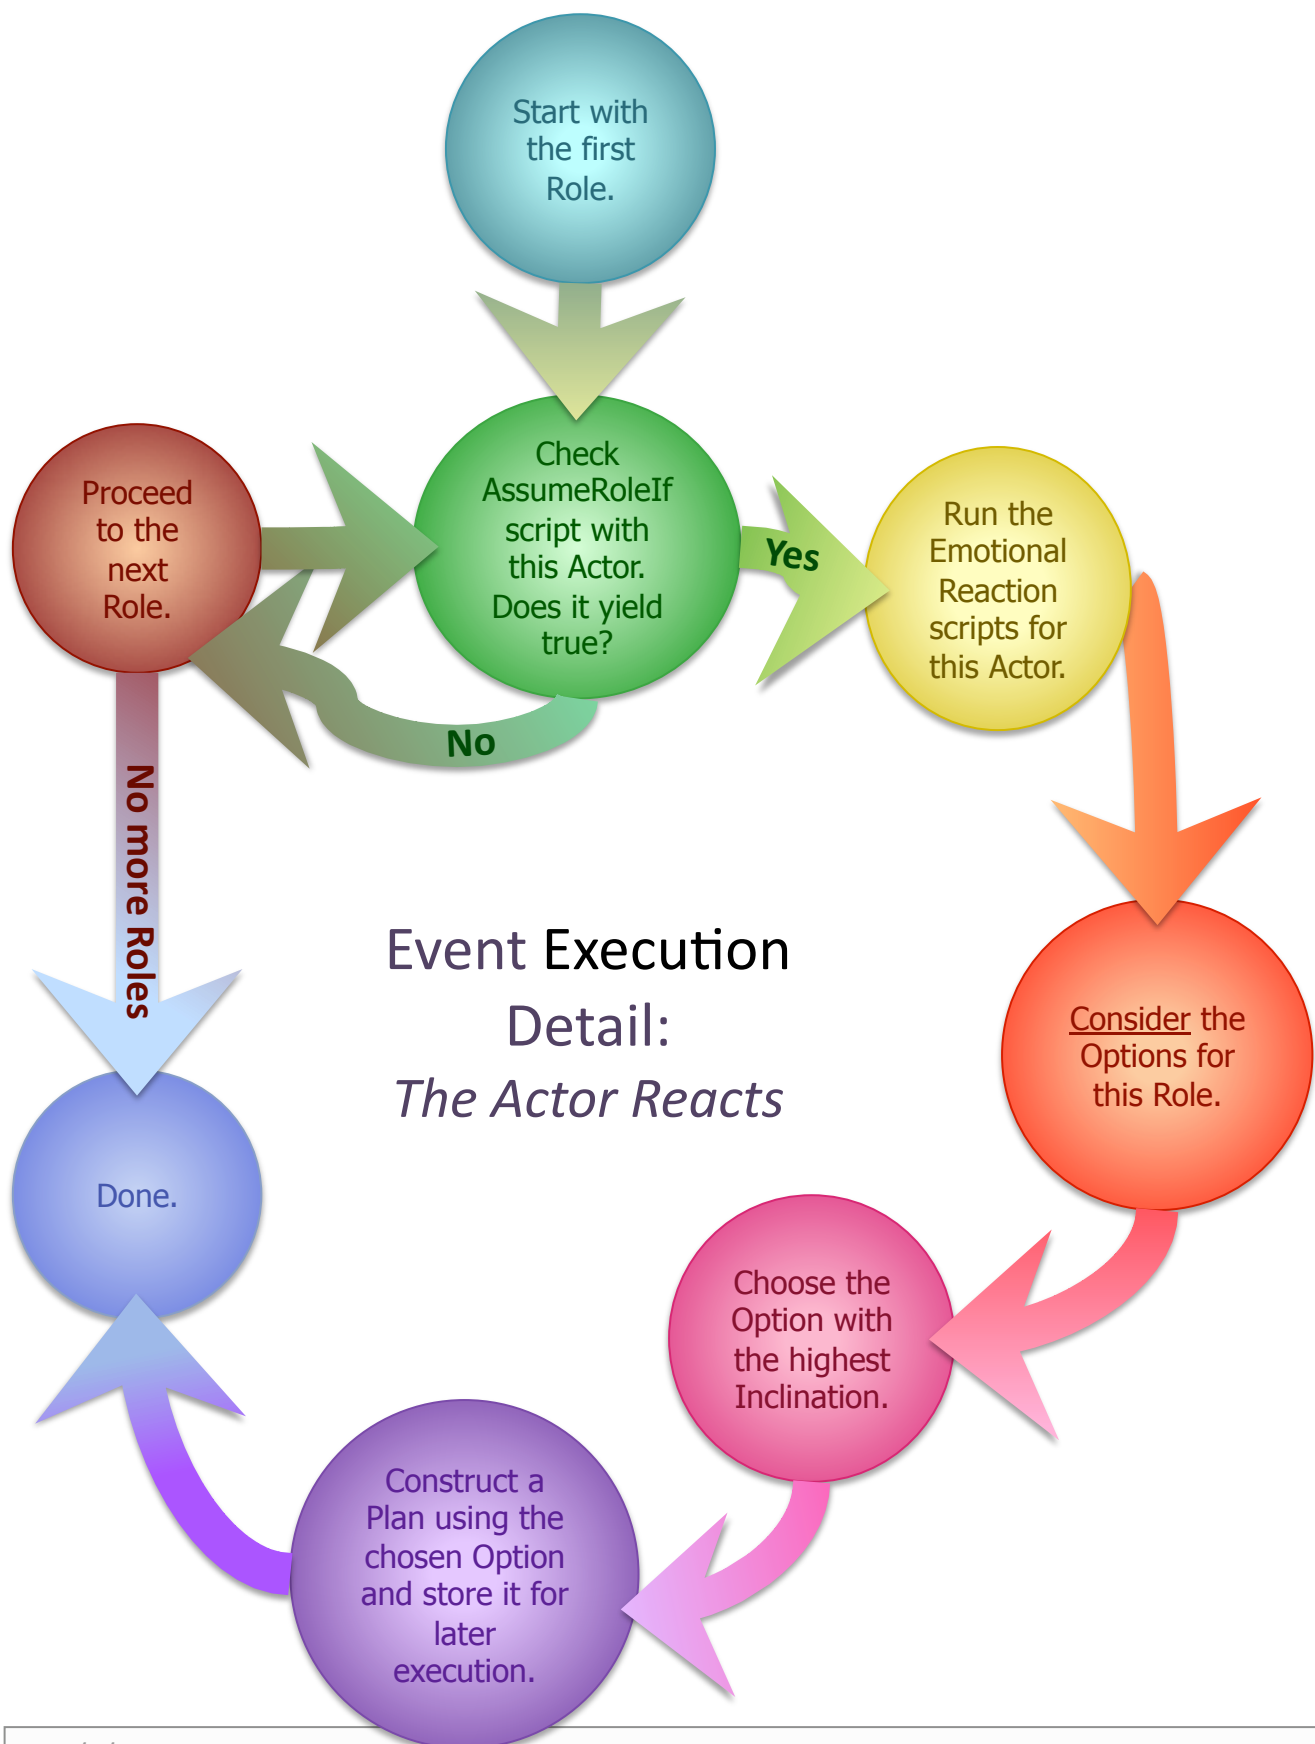 Start with
the first
Role.
Check
AssumeRoleIf
script with
this Actor.
Does it yield
true?
Proceed
to the
next
Role.
Yes
Run the
Emotional
Reaction
scripts for
this Actor.
No
No more Roles
Event Execution
Detail:
The Actor Reacts
Consider the
Options for
this Role.
Done.
Choose the
Option with
the highest
Inclination.
Construct a
Plan using the
chosen Option
and store it for
later
execution.